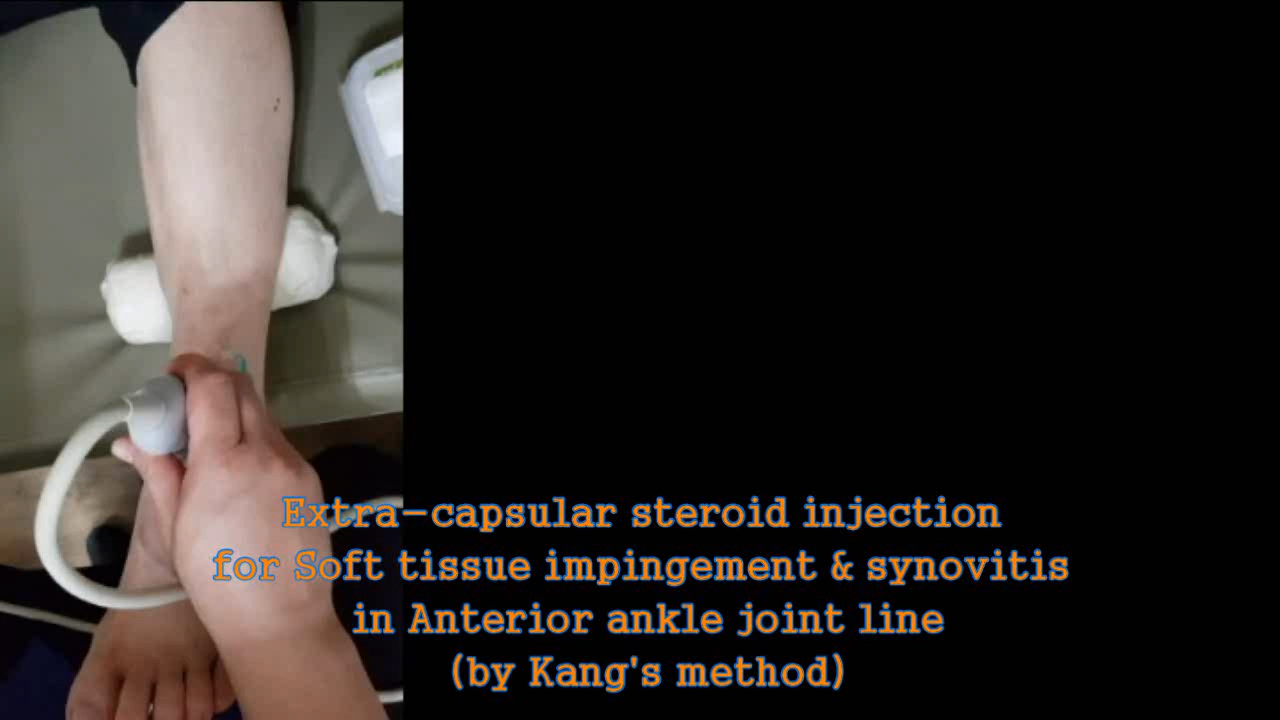 Extra-capsular steroid injection
for Soft tissue impingement & synovitis
in Anterior ankle joint line
(by Kang's method)